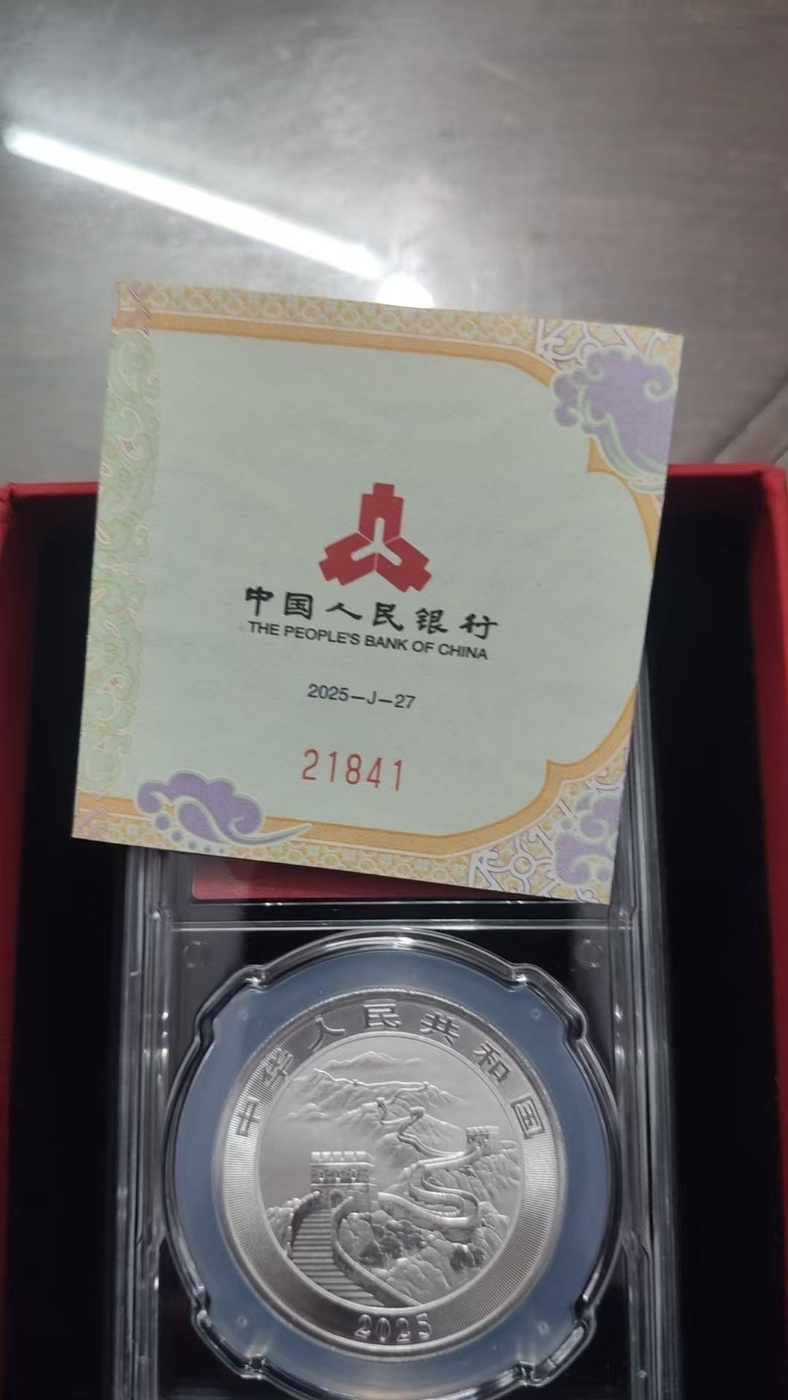 中国人民银行
THE PEOPLE'S BANK OF CHINA
2025—J—27
21841
中华人民共和国
2025